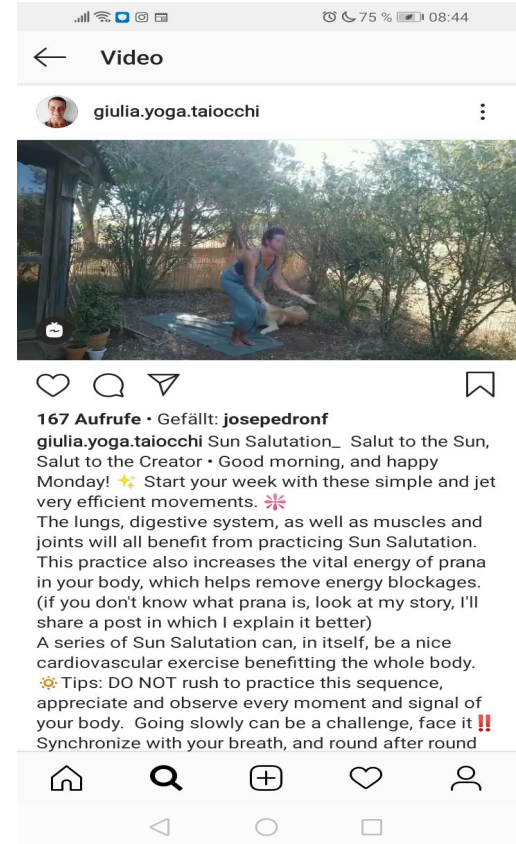 75 % 08:44
Video
giulia.yoga.taiocchi
167 Aufrufe • Gefällt: josepedronf
giulia.yoga.taiocchi Sun Salutation_ Salut to the Sun,
Salut to the Creator • Good morning, and happy
Monday! ✨ Start your week with these simple and jet
very efficient movements.
The lungs, digestive system, as well as muscles and
joints will all benefit from practicing Sun Salutation.
This practice also increases the vital energy of prana
in your body, which helps remove energy blockages.
(if you don't know what prana is, look at my story, I'll
share a post in which I explain it better)
A series of Sun Salutation can, in itself, be a nice
cardiovascular exercise benefitting the whole body.
🔅Tips: DO NOT rush to practice this sequence,
appreciate and observe every moment and signal of
your body. Going slowly can be a challenge, face it ‼️
Synchronize with your breath, and round after round